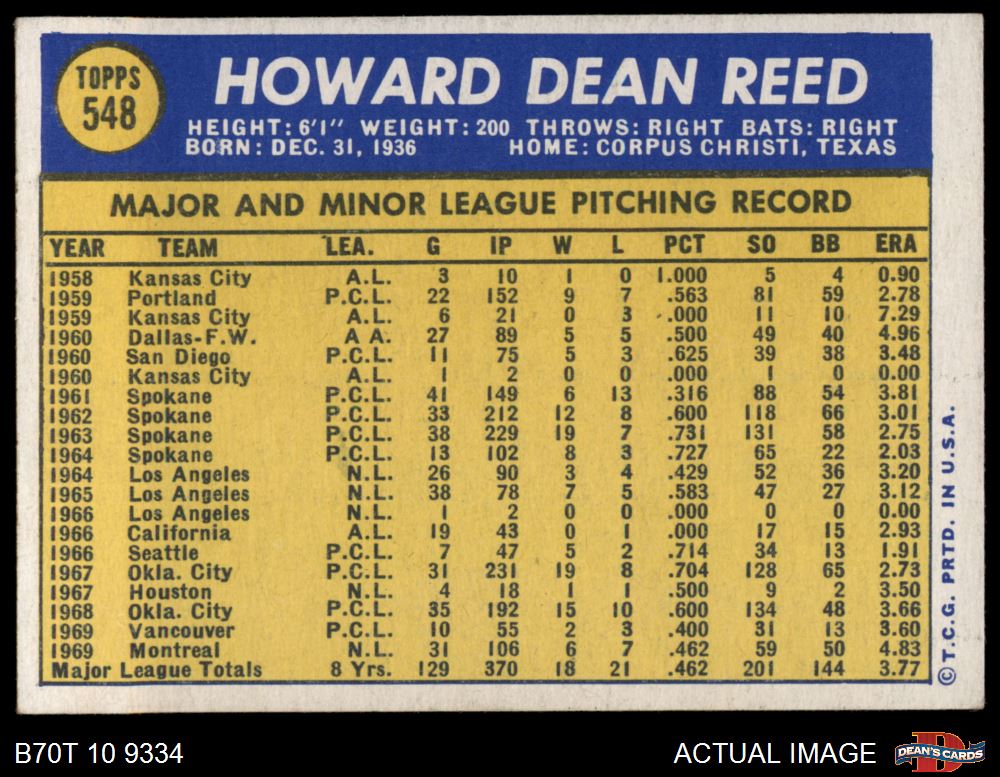 TOPPS
548
HOWARD DEAN REED
HEIGHT: 6'1" WEIGHT: 200 THROWS: RIGHT BATS: RIGHT
BORN: DEC. 31, 1936 HOME: CORPUS CHRISTI, TEXAS
MAJOR AND MINOR LEAGUE PITCHING RECORD
YEAR TEAM LEA. G IP W L PCT SO BB ERA
1958 Kansas City A.L. 3 10 1 0 1.000 5 4 0.90
1959 Portland P.C.L. 22 152 9 7 .563 81 59 2.78
1959 Kansas City A.L. 6 21 0 3 .000 11 10 7.29
1960 Dallas-F.W. A A. 27 89 5 5 .500 49 40 4.96
1960 San Diego P.C.L. 11 75 5 3 .625 39 38 3.48
1960 Kansas City A.L. 1 2 0 0 .000 1 0 0.00
1961 Spokane P.C.L. 41 149 6 13 .316 88 54 3.81
1962 Spokane P.C.L. 33 212 12 8 .600 118 66 3.01
1963 Spokane P.C.L. 38 229 19 7 .731 131 58 2.75
1964 Spokane P.C.L. 13 102 8 3 .727 65 22 2.03
1964 Los Angeles N.L. 26 90 3 4 .429 52 36 3.20
1965 Los Angeles N.L. 38 78 7 5 .583 47 27 3.12
1966 Los Angeles N.L. 1 2 0 0 .000 0 0 0.00
1966 California A.L. 19 43 0 1 .000 17 15 2.93
1966 Seattle P.C.L. 7 47 5 2 .714 34 13 1.91
1967 Okla. City P.C.L. 31 231 19 8 .704 128 65 2.73
1967 Houston N.L. 4 18 1 1 .500 9 2 3.50
1968 Okla. City P.C.L. 35 192 15 10 .600 134 48 3.66
1969 Vancouver P.C.L. 10 55 2 3 .400 31 13 3.60
1969 Montreal N.L. 31 106 6 7 .462 59 50 4.83
Major League Totals 8 Yrs. 129 370 18 21 .462 201 144 3.77
© T.C.G. PRTD. IN U.S.A.
B70T 10 9334
ACTUAL IMAGE
DEAN'S CARDS